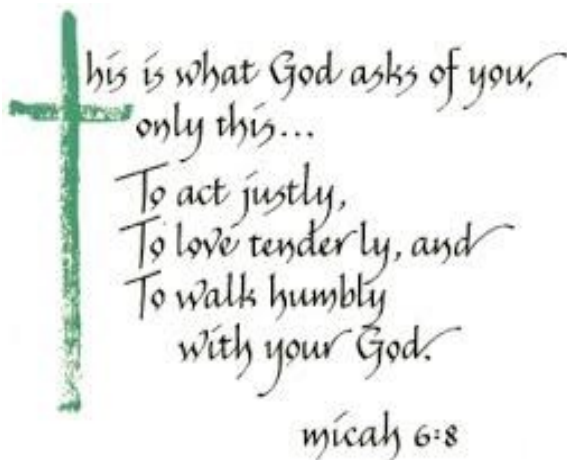 This is what God asks of you,
only this...
To act justly,
To love tenderly, and
To walk humbly
with your God.
micah 6:8